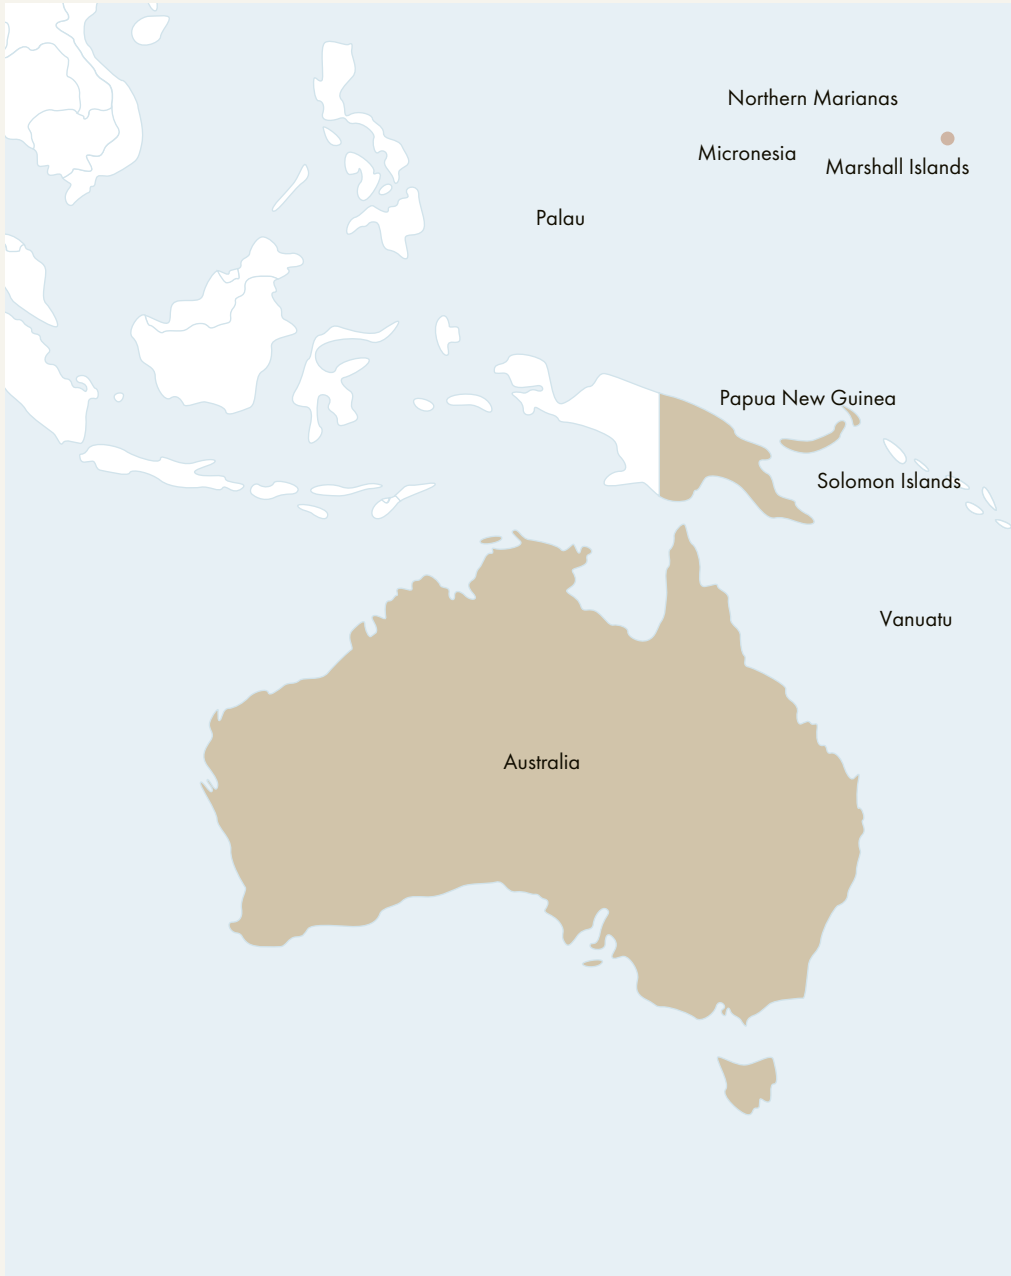 Northern Marianas
Micronesia
Marshall Islands
Palau
Papua New Guinea
Solomon Islands
Vanuatu
Australia